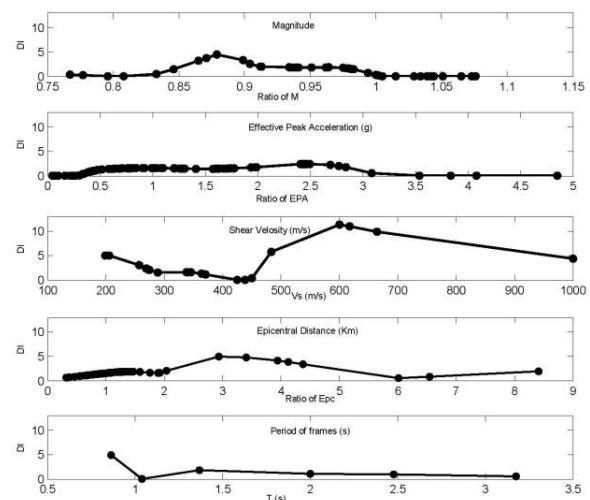 Magnitude
DI
10
5
0
0.75 0.8 0.85 0.9 0.95 1 1.05 1.1 1.15
Ratio of M
Effective Peak Acceleration (g)
DI
10
5
0
0 0.5 1 1.5 2 2.5 3 3.5 4 4.5 5
Ratio of EPA
Shear Velosity (m/s)
DI
10
5
0
100 200 300 400 500 600 700 800 900 1000
Vs (m/s)
Epicentral Distance (Km)
DI
10
5
0
0 1 2 3 4 5 6 7 8 9
Ratio of Epc
Period of frames (s)
DI
10
5
0
0.5 1 1.5 2 2.5 3 3.5
T (s)